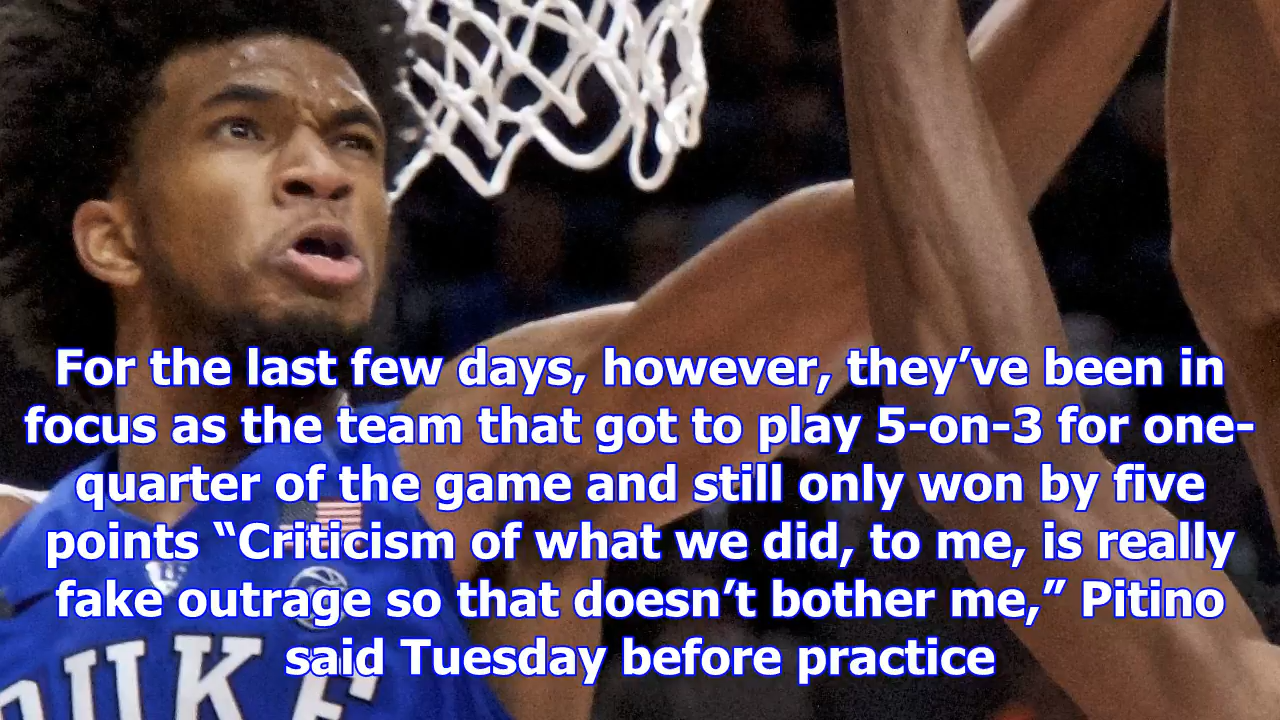 For the last few days, however, they’ve been in
focus as the team that got to play 5-on-3 for one-
quarter of the game and still only won by five
points “Criticism of what we did, to me, is really
fake outrage so that doesn’t bother me,” Pitino
said Tuesday before practice
DUKE